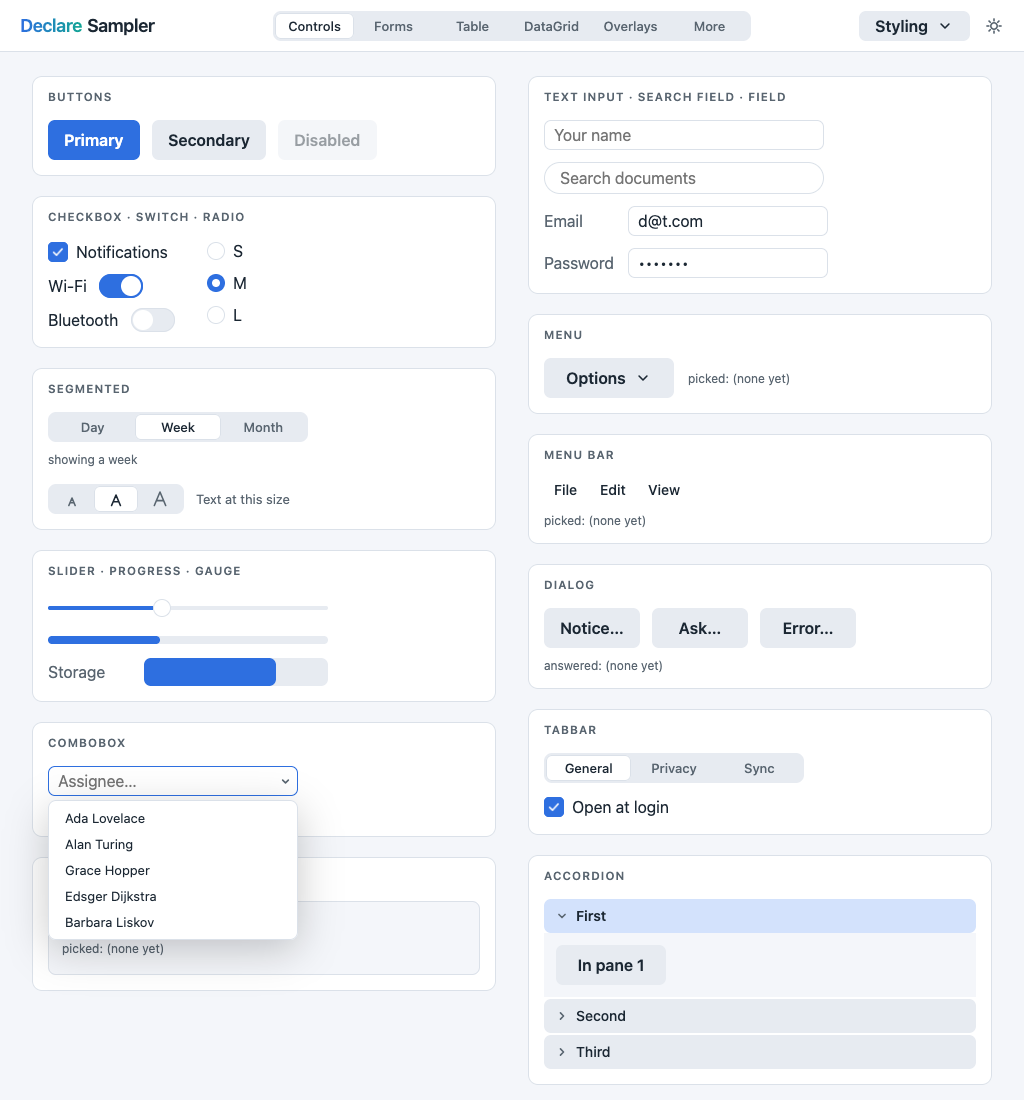 Declare Sampler
Controls Forms Table DataGrid Overlays More
Styling
BUTTONS
Primary Secondary Disabled
CHECKBOX · SWITCH · RADIO
Notifications
Wi-Fi
Bluetooth
S
M
L
SEGMENTED
Day Week Month
showing a week
A A A Text at this size
SLIDER · PROGRESS · GAUGE
Storage
COMBOBOX
Assignee...
Ada Lovelace
Alan Turing
Grace Hopper
Edsger Dijkstra
Barbara Liskov
picked: (none yet)
TEXT INPUT · SEARCH FIELD · FIELD
Your name
Search documents
Email d@t.com
Password •••••••
MENU
Options picked: (none yet)
MENU BAR
File Edit View
picked: (none yet)
DIALOG
Notice... Ask... Error...
answered: (none yet)
TABBAR
General Privacy Sync
Open at login
ACCORDION
First
In pane 1
Second
Third